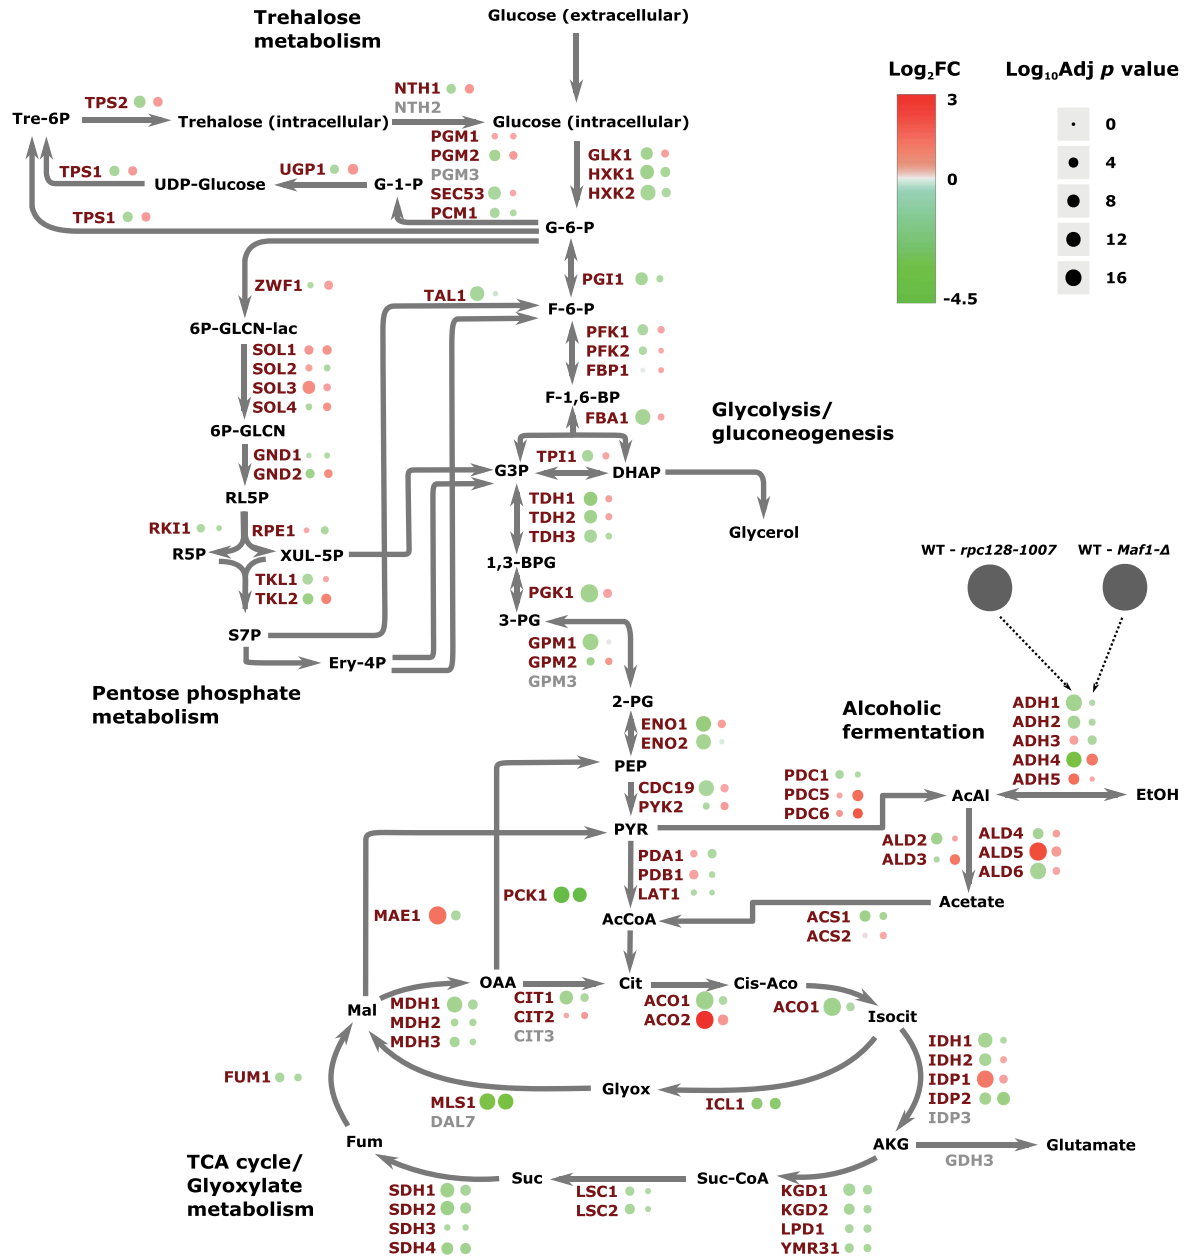 Trehalose
metabolism
Glucose (extracellular)
Log₂FC
3
0
-4.5
Log₁₀Adj p value
0
4
8
12
16
Tre-6P
TPS2
Trehalose (intracellular)
NTH1
NTH2
Glucose (intracellular)
PGM1
PGM2
PGM3
SEC53
PCM1
GLK1
HXK1
HXK2
TPS1
UDP-Glucose
UGP1
G-1-P
TPS1
G-6-P
ZWF1
TAL1
PGI1
F-6-P
6P-GLCN-lac
SOL1
SOL2
SOL3
SOL4
PFK1
PFK2
FBP1
F-1,6-BP
FBA1
Glycolysis/
gluconeogenesis
6P-GLCN
GND1
GND2
TPI1
G3P
DHAP
RL5P
TDH1
TDH2
TDH3
Glycerol
RKI1
RPE1
R5P
XUL-5P
1,3-BPG
TKL1
TKL2
PGK1
3-PG
WT - rpc128-1007
WT - Maf1-Δ
S7P
Ery-4P
GPM1
GPM2
GPM3
Pentose phosphate
metabolism
2-PG
ENO1
ENO2
PEP
Alcoholic
fermentation
ADH1
ADH2
ADH3
ADH4
ADH5
CDC19
PYK2
PYR
PDC1
PDC5
PDC6
AcAl
EtOH
PDA1
PDB1
LAT1
ALD2
ALD3
ALD4
ALD5
ALD6
PCK1
MAE1
AcCoA
Acetate
ACS1
ACS2
OAA
Cit
Cis-Aco
Mal
MDH1
MDH2
MDH3
CIT1
CIT2
CIT3
ACO1
ACO2
ACO1
Isocit
IDH1
IDH2
IDP1
IDP2
IDP3
FUM1
Glyox
MLS1
DAL7
ICL1
Fum
AKG
GDH3
Glutamate
TCA cycle/
Glyoxylate
metabolism
Suc
Suc-CoA
SDH1
SDH2
SDH3
SDH4
LSC1
LSC2
KGD1
KGD2
LPD1
YMR31